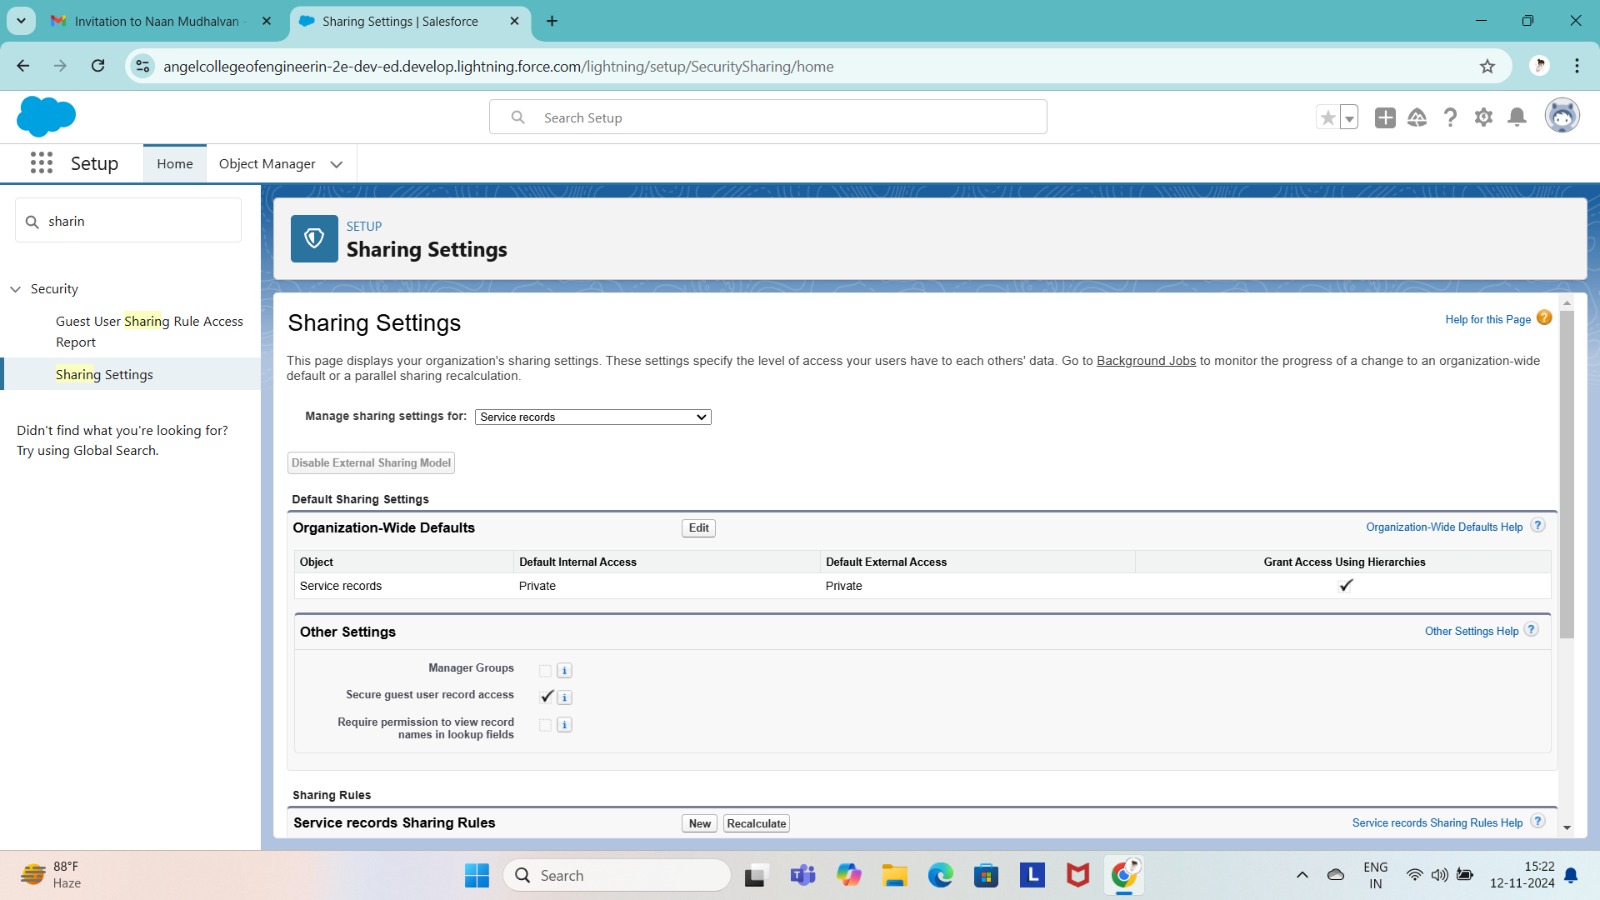 Invitation to Naan Mudhalvan
Sharing Settings | Salesforce
angelcollegeofengineerin-2e-dev-ed.develop.lightning.force.com/lightning/setup/SecuritySharing/home
Search Setup
Setup
Home
Object Manager
sharin
Security
Guest User Sharing Rule Access
Report
Sharing Settings
Didn't find what you're looking for?
Try using Global Search.
SETUP
Sharing Settings
Sharing Settings
Help for this Page
This page displays your organization's sharing settings. These settings specify the level of access your users have to each others' data. Go to Background Jobs to monitor the progress of a change to an organization-wide
default or a parallel sharing recalculation.
Manage sharing settings for: Service records
Disable External Sharing Model
Default Sharing Settings
Organization-Wide Defaults Edit Organization-Wide Defaults Help ?
Object Default Internal Access Default External Access Grant Access Using Hierarchies
Service records Private Private
Other Settings Other Settings Help ?
Manager Groups i
Secure guest user record access i
Require permission to view record
names in lookup fields i
Sharing Rules
Service records Sharing Rules New Recalculate Service records Sharing Rules Help ?
88°F
Haze
Search
L
ENG
IN
15:22
12-11-2024